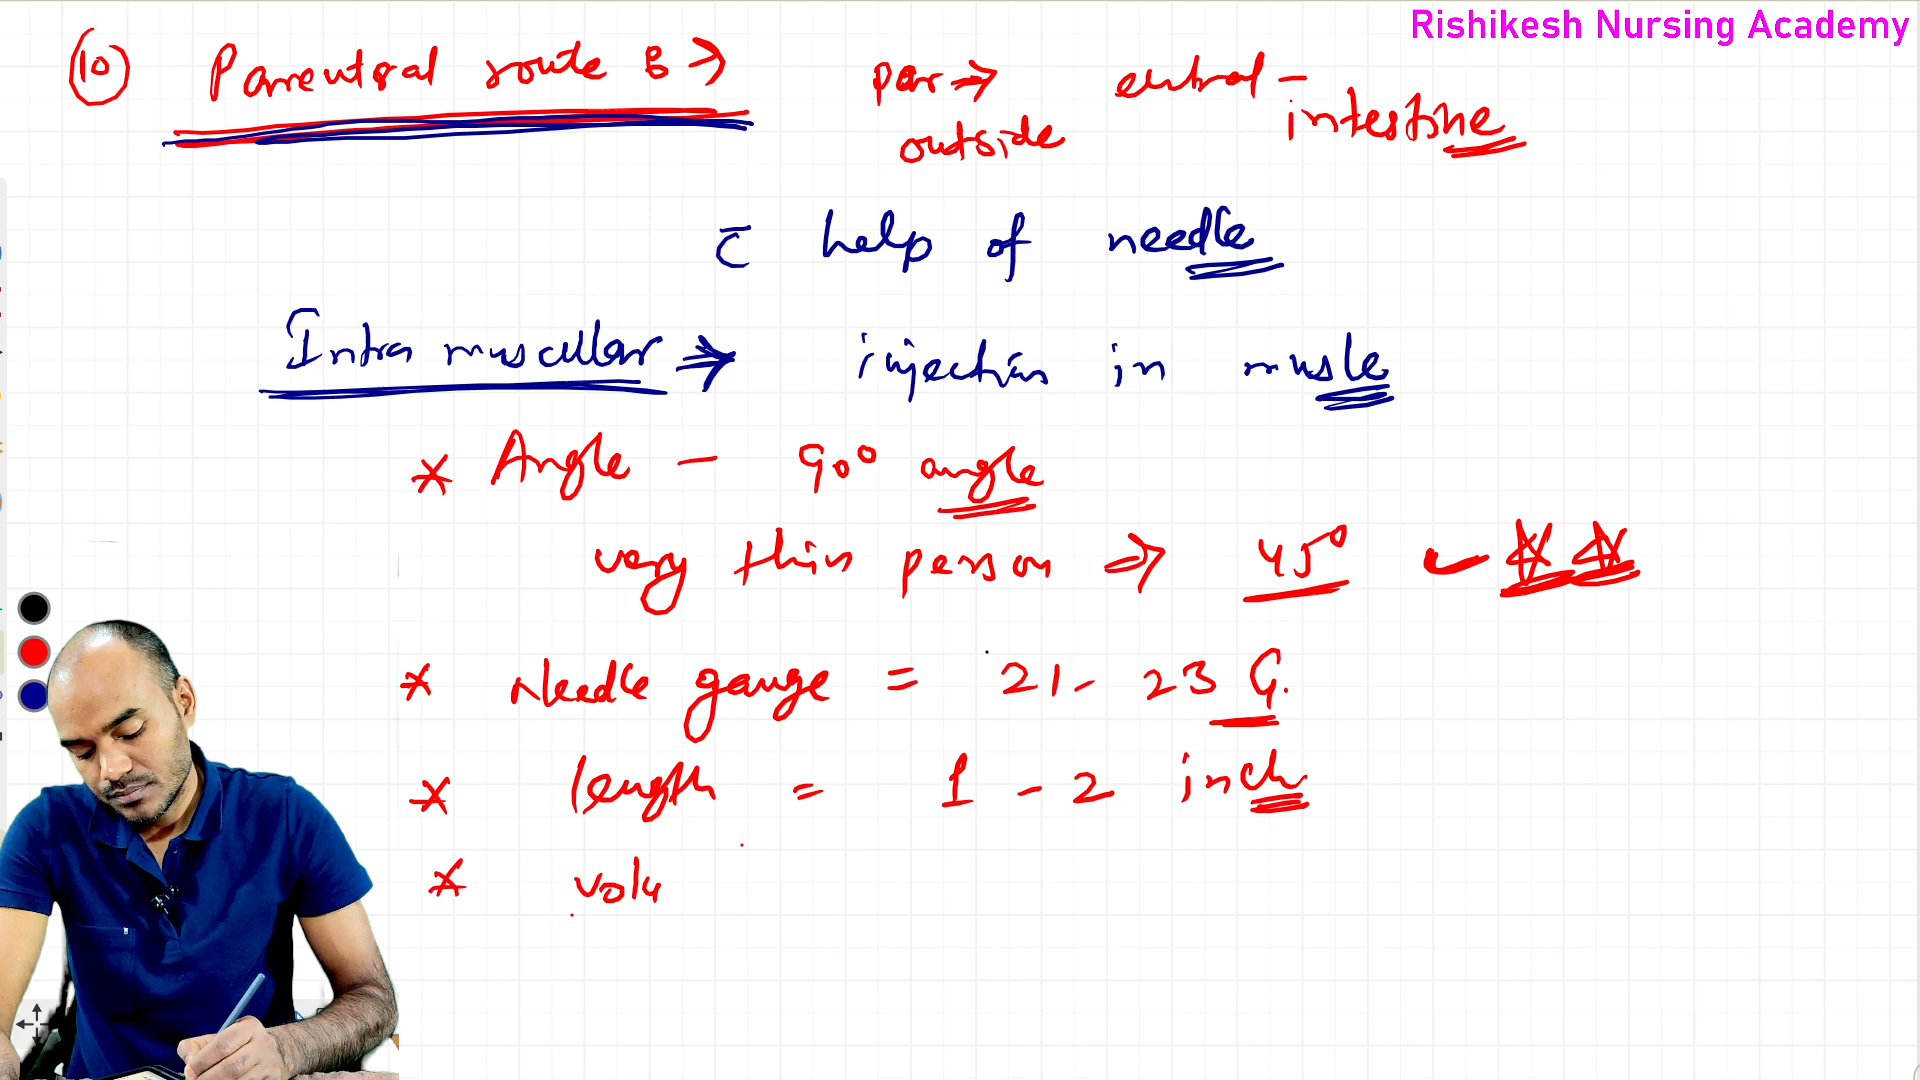 Rishikesh Nursing Academy
10 Parentral route B → par → entral -
outside intestine
c̄ help of needle
Intra muscullar → injection in musle
* Angle - 90° angle
very thin person ⇒ 45° ✓
* Needle gauge = 21 - 23 G.
* length = 1 - 2 inch
* volu